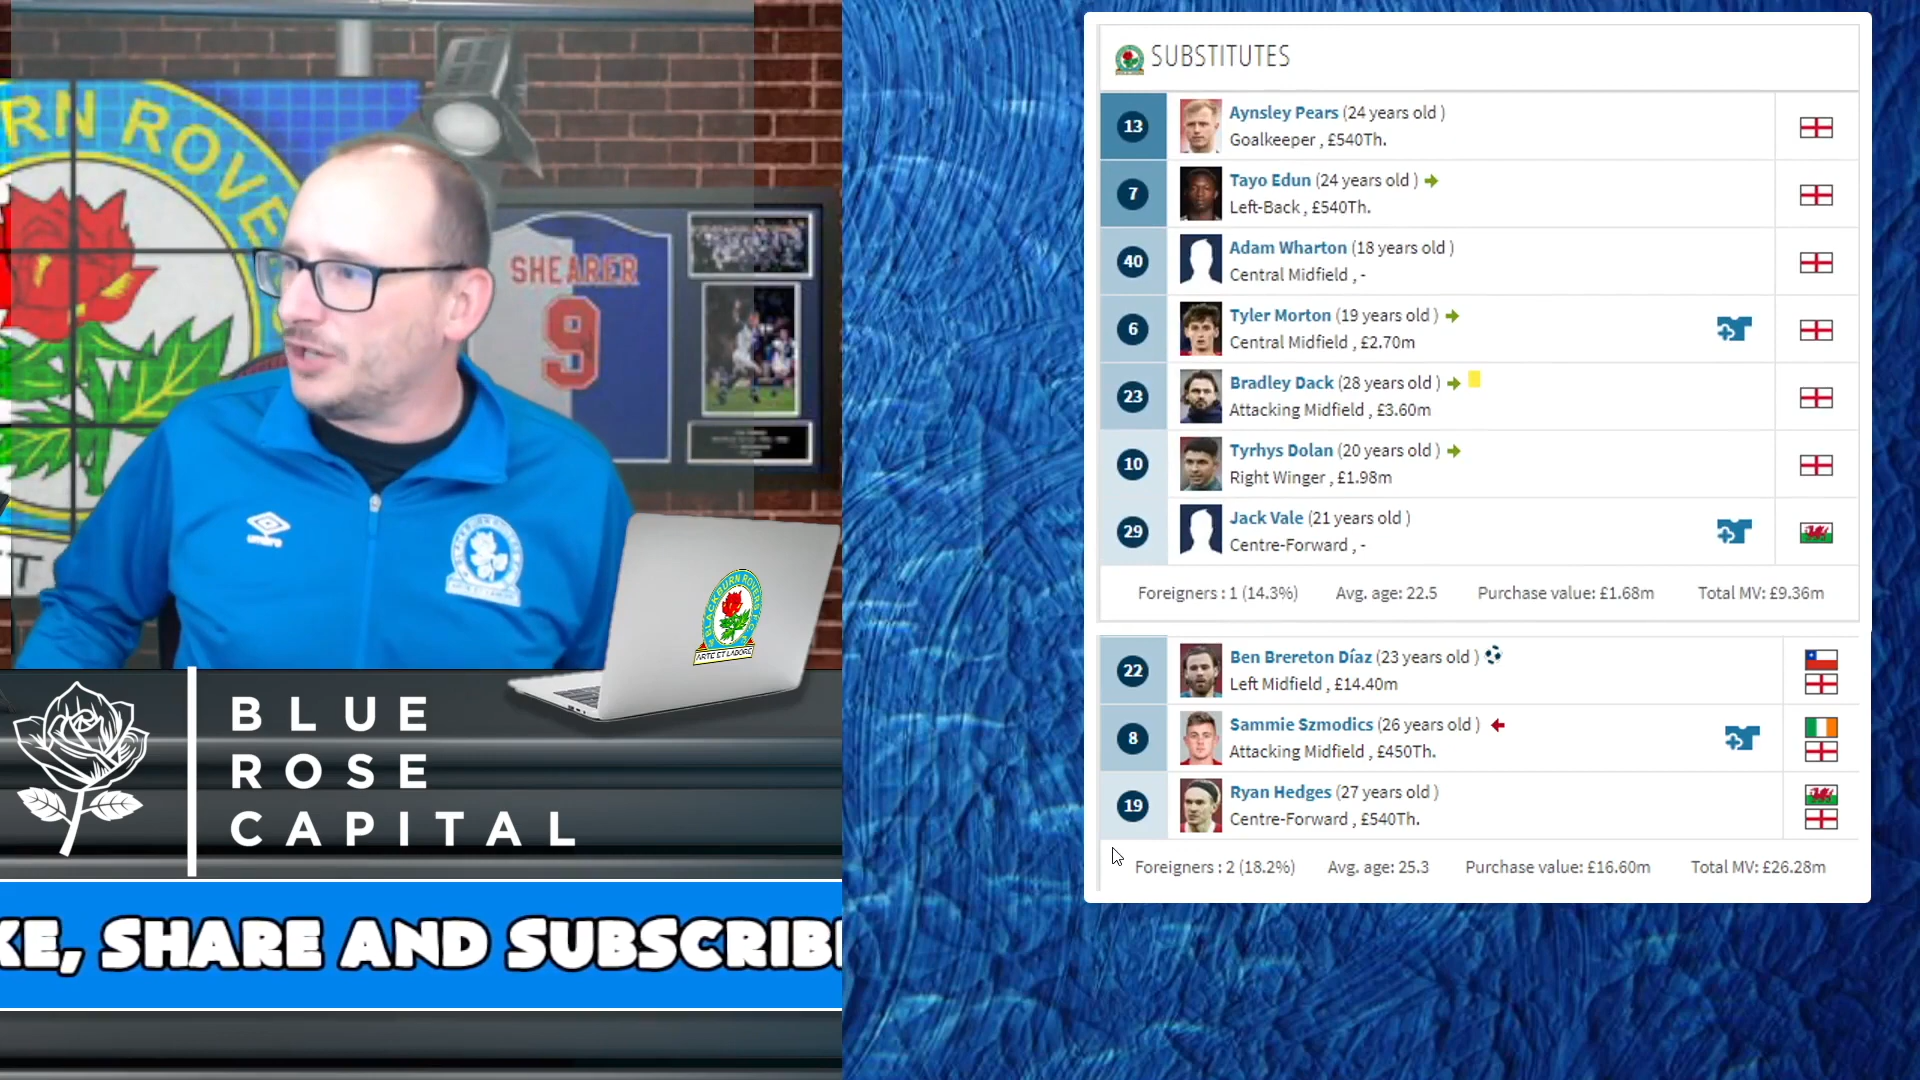 RN ROVE
SHEARER
9
umbro
BLACKBURN ROVERS F.C.
ARTE ET LABORE
BLUE
ROSE
CAPITAL
KE, SHARE AND SUBSCRIB
SUBSTITUTES
13
Aynsley Pears (24 years old )
Goalkeeper , £540Th.
7
Tayo Edun (24 years old )
Left-Back , £540Th.
40
Adam Wharton (18 years old )
Central Midfield , -
6
Tyler Morton (19 years old )
Central Midfield , £2.70m
23
Bradley Dack (28 years old )
Attacking Midfield , £3.60m
10
Tyrhys Dolan (20 years old )
Right Winger , £1.98m
29
Jack Vale (21 years old )
Centre-Forward , -
Foreigners : 1 (14.3%) Avg. age: 22.5 Purchase value: £1.68m Total MV: £9.36m
22
Ben Brereton Díaz (23 years old )
Left Midfield , £14.40m
8
Sammie Szmodics (26 years old )
Attacking Midfield , £450Th.
19
Ryan Hedges (27 years old )
Centre-Forward , £540Th.
Foreigners : 2 (18.2%) Avg. age: 25.3 Purchase value: £16.60m Total MV: £26.28m